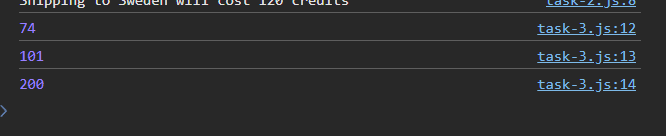 Shipping to Sweden will cost 120 credits task-2.js:8
74 task-3.js:12
101 task-3.js:13
200 task-3.js:14